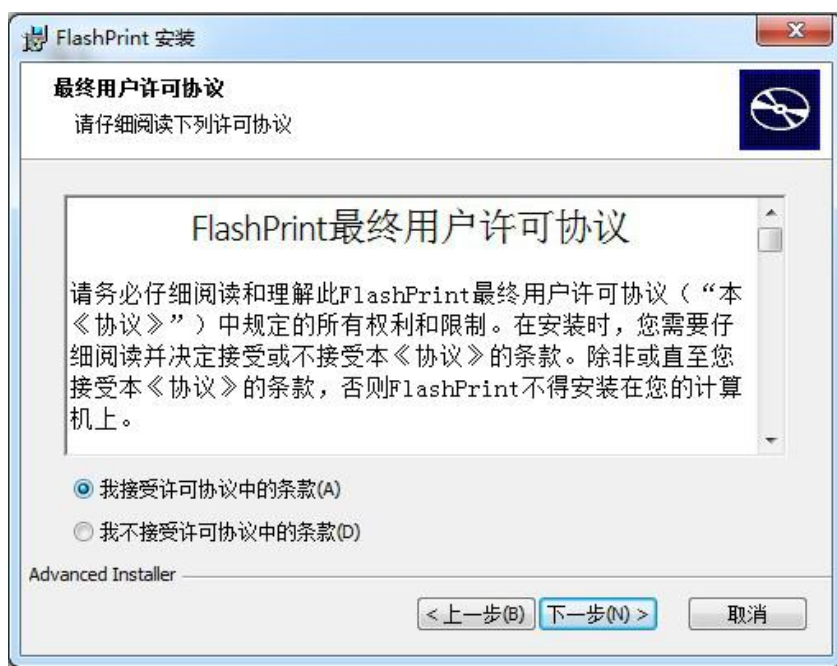 FlashPrint 安装
最终用户许可协议
请仔细阅读下列许可协议
FlashPrint最终用户许可协议
请务必仔细阅读和理解此FlashPrint最终用户许可协议（“本
《协议》”）中规定的所有权利和限制。在安装时，您需要仔
细阅读并决定接受或不接受本《协议》的条款。除非或直至您
接受本《协议》的条款，否则FlashPrint不得安装在您的计算
机上。
我接受许可协议中的条款(A)
我不接受许可协议中的条款(D)
Advanced Installer
<上一步(B) 下一步(N) > 取消